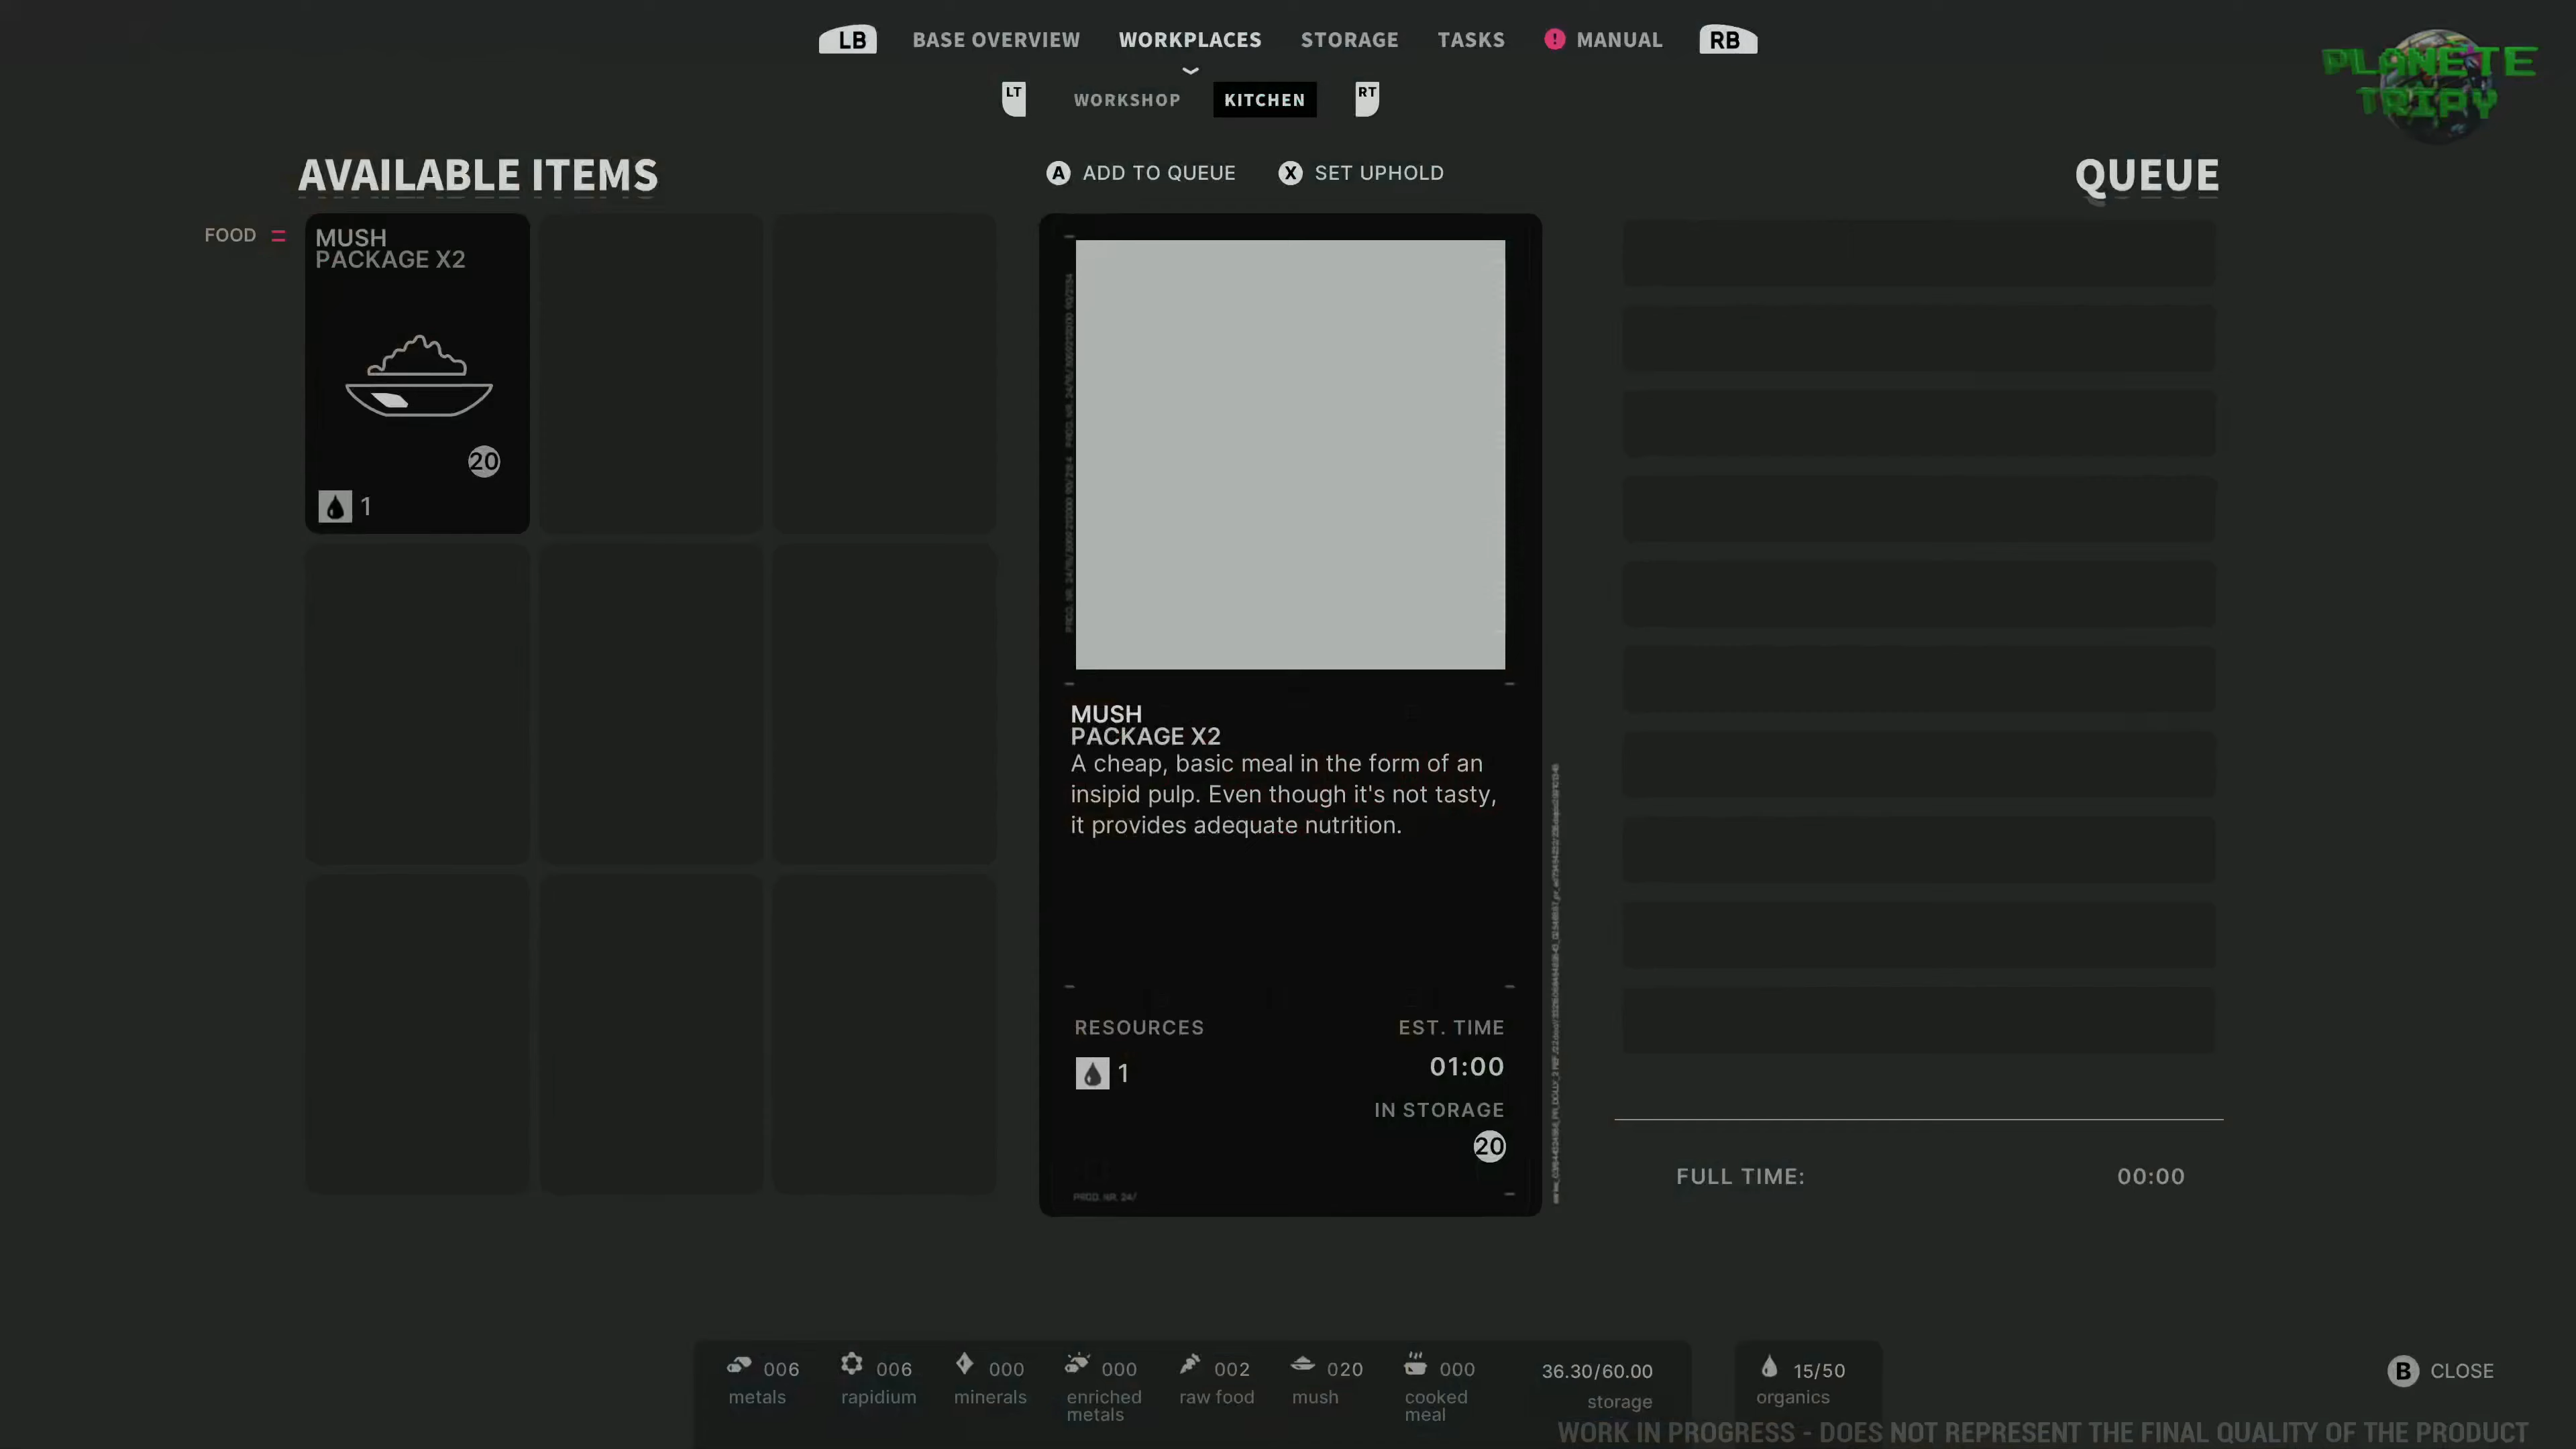 LB BASE OVERVIEW WORKPLACES STORAGE TASKS ! MANUAL RB
LT WORKSHOP KITCHEN RT
PLANETE
TRIPY
AVAILABLE ITEMS
A ADD TO QUEUE X SET UPHOLD
QUEUE
FOOD
MUSH
PACKAGE X2
20
1
MUSH
PACKAGE X2
A cheap, basic meal in the form of an
insipid pulp. Even though it's not tasty,
it provides adequate nutrition.
RESOURCES
1
EST. TIME
01:00
IN STORAGE
20
PROD. NR. 24/
FULL TIME: 00:00
006
metals
006
rapidium
000
minerals
000
enriched
metals
002
raw food
020
mush
000
cooked
meal
36.30/60.00
storage
15/50
organics
B CLOSE
WORK IN PROGRESS - DOES NOT REPRESENT THE FINAL QUALITY OF THE PRODUCT